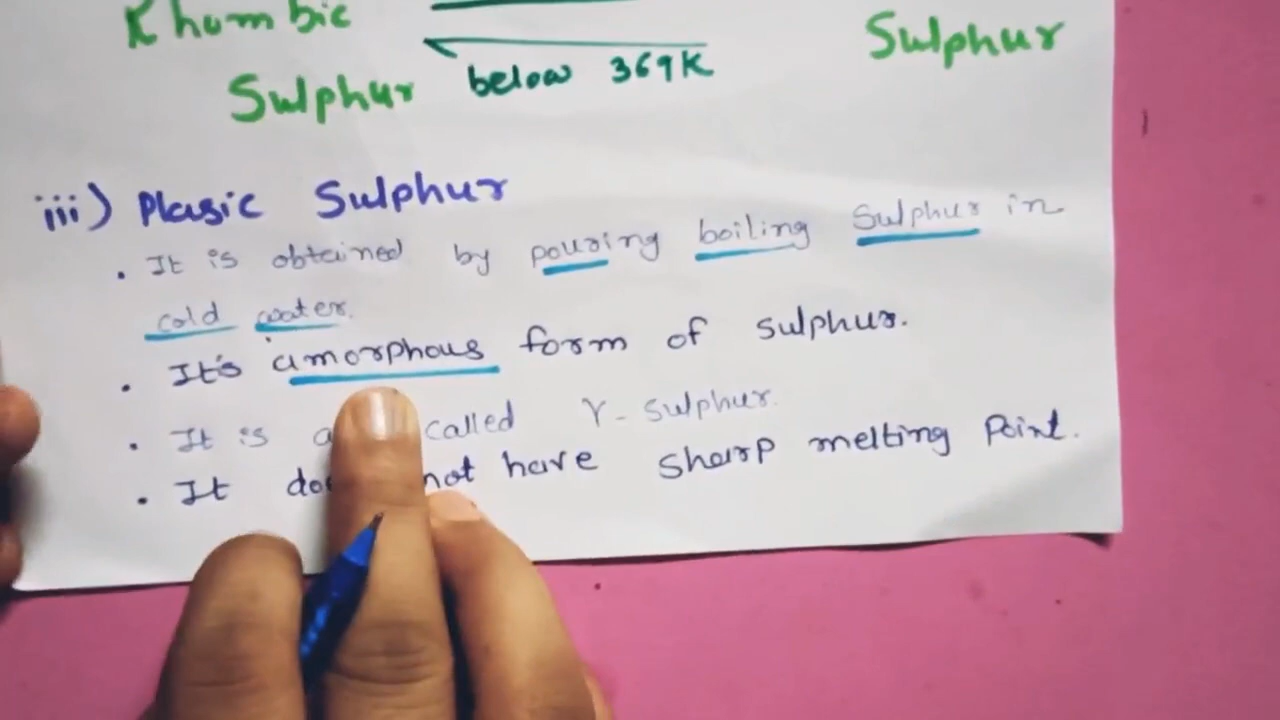 Rhombic Sulphur
below 369K
Sulphur
iii) Plasic Sulphur
• It is obtained by pouring boiling Sulphur in
cold water.
• It's amorphous form of sulphur.
• It is called γ-sulphur.
• It not have sharp melting Point.